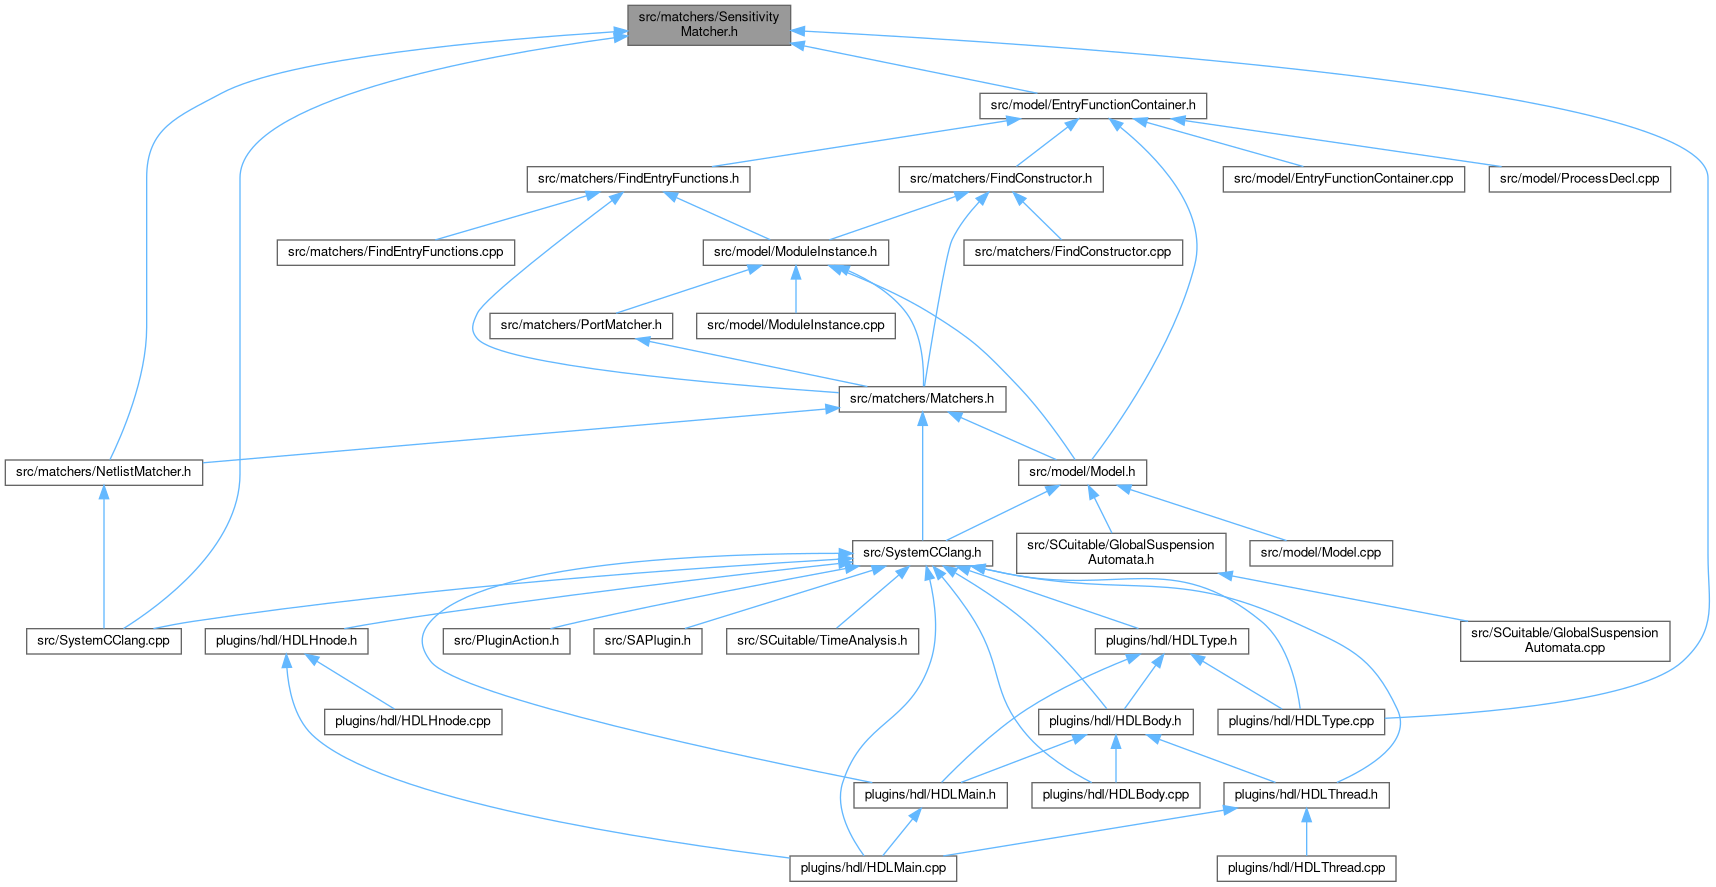 src/matchers/Sensitivity
Matcher.h
src/model/EntryFunctionContainer.h
src/matchers/FindEntryFunctions.h
src/matchers/FindConstructor.h
src/model/EntryFunctionContainer.cpp
src/model/ProcessDecl.cpp
src/matchers/FindEntryFunctions.cpp
src/model/ModuleInstance.h
src/matchers/FindConstructor.cpp
src/matchers/PortMatcher.h
src/model/ModuleInstance.cpp
src/matchers/Matchers.h
src/matchers/NetlistMatcher.h
src/model/Model.h
src/SystemCClang.h
src/SCuitable/GlobalSuspension
Automata.h
src/model/Model.cpp
src/SystemCClang.cpp
plugins/hdl/HDLHnode.h
src/PluginAction.h
src/SAPlugin.h
src/SCuitable/TimeAnalysis.h
plugins/hdl/HDLType.h
src/SCuitable/GlobalSuspension
Automata.cpp
plugins/hdl/HDLHnode.cpp
plugins/hdl/HDLBody.h
plugins/hdl/HDLType.cpp
plugins/hdl/HDLMain.h
plugins/hdl/HDLBody.cpp
plugins/hdl/HDLThread.h
plugins/hdl/HDLMain.cpp
plugins/hdl/HDLThread.cpp